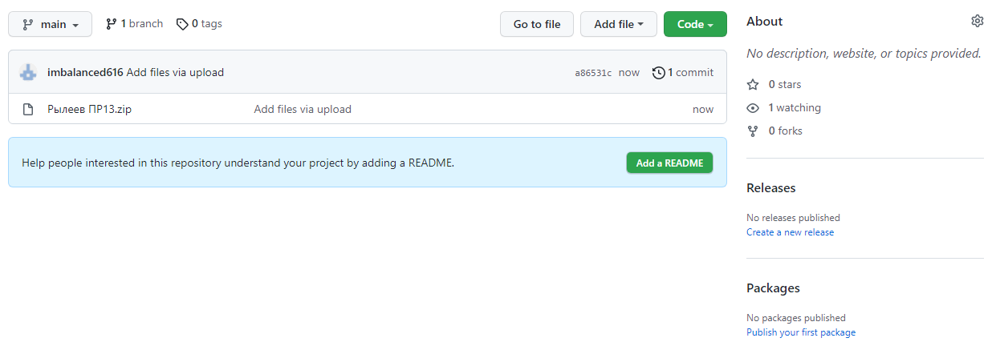 main 1 branch 0 tags Go to file Add file Code
imbalanced616 Add files via upload a86531c now 1 commit
Рылеев ПР13.zip Add files via upload now
Help people interested in this repository understand your project by adding a README. Add a README
About
No description, website, or topics provided.
0 stars
1 watching
0 forks
Releases
No releases published
Create a new release
Packages
No packages published
Publish your first package